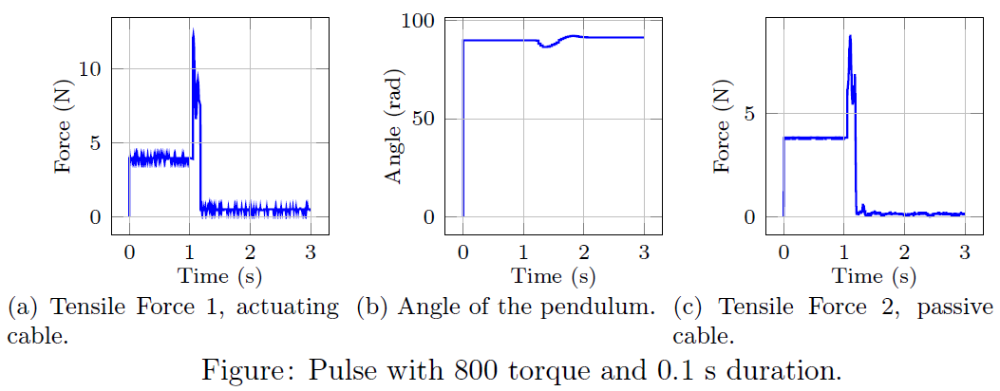 10
5
0
Force (N)
0 1 2 3
Time (s)
(a) Tensile Force 1, actuating
cable.
100
50
0
Angle (rad)
0 1 2 3
Time (s)
(b) Angle of the pendulum.
5
0
Force (N)
0 1 2 3
Time (s)
(c) Tensile Force 2, passive
cable.
Figure: Pulse with 800 torque and 0.1 s duration.